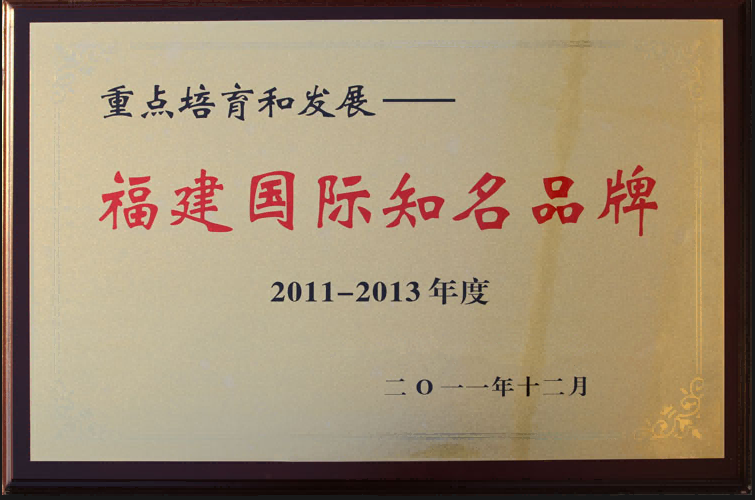 重点培育和发展——
福建国际知名品牌
2011-2013年度
二O一一年十二月